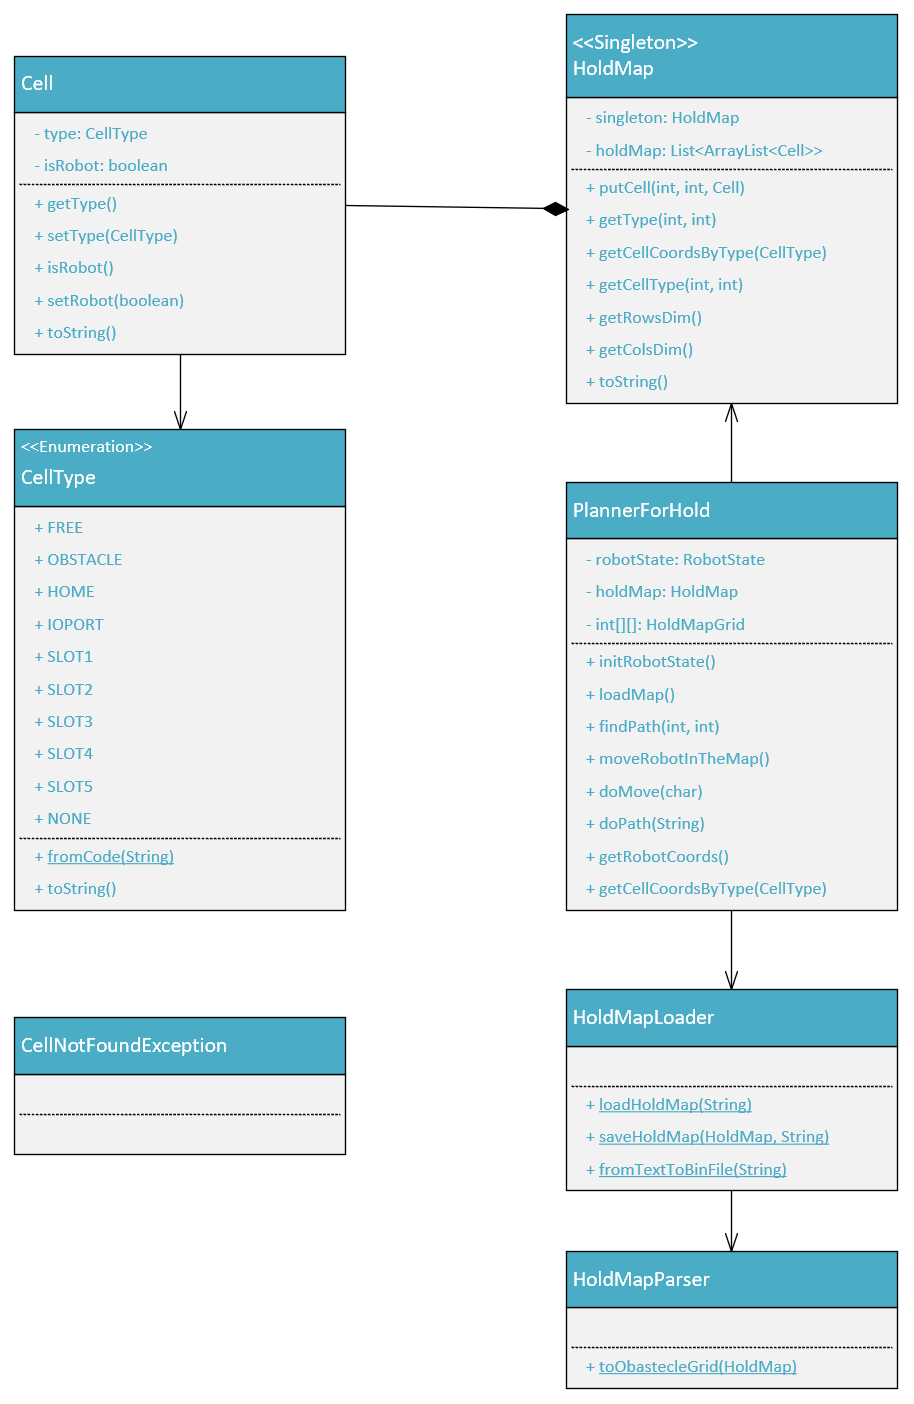 Cell
- type: CellType
- isRobot: boolean
+ getType()
+ setType(CellType)
+ isRobot()
+ setRobot(boolean)
+ toString()
<<Singleton>>
HoldMap
- singleton: HoldMap
- holdMap: List<ArrayList<Cell>>
+ putCell(int, int, Cell)
+ getType(int, int)
+ getCellCoordsByType(CellType)
+ getCellType(int, int)
+ getRowsDim()
+ getColsDim()
+ toString()
<<Enumeration>>
CellType
+ FREE
+ OBSTACLE
+ HOME
+ IOPORT
+ SLOT1
+ SLOT2
+ SLOT3
+ SLOT4
+ SLOT5
+ NONE
+ fromCode(String)
+ toString()
PlannerForHold
- robotState: RobotState
- holdMap: HoldMap
- int[][]: HoldMapGrid
+ initRobotState()
+ loadMap()
+ findPath(int, int)
+ moveRobotInTheMap()
+ doMove(char)
+ doPath(String)
+ getRobotCoords()
+ getCellCoordsByType(CellType)
CellNotFoundException
HoldMapLoader
+ loadHoldMap(String)
+ saveHoldMap(HoldMap, String)
+ fromTextToBinFile(String)
HoldMapParser
+ toObastecleGrid(HoldMap)